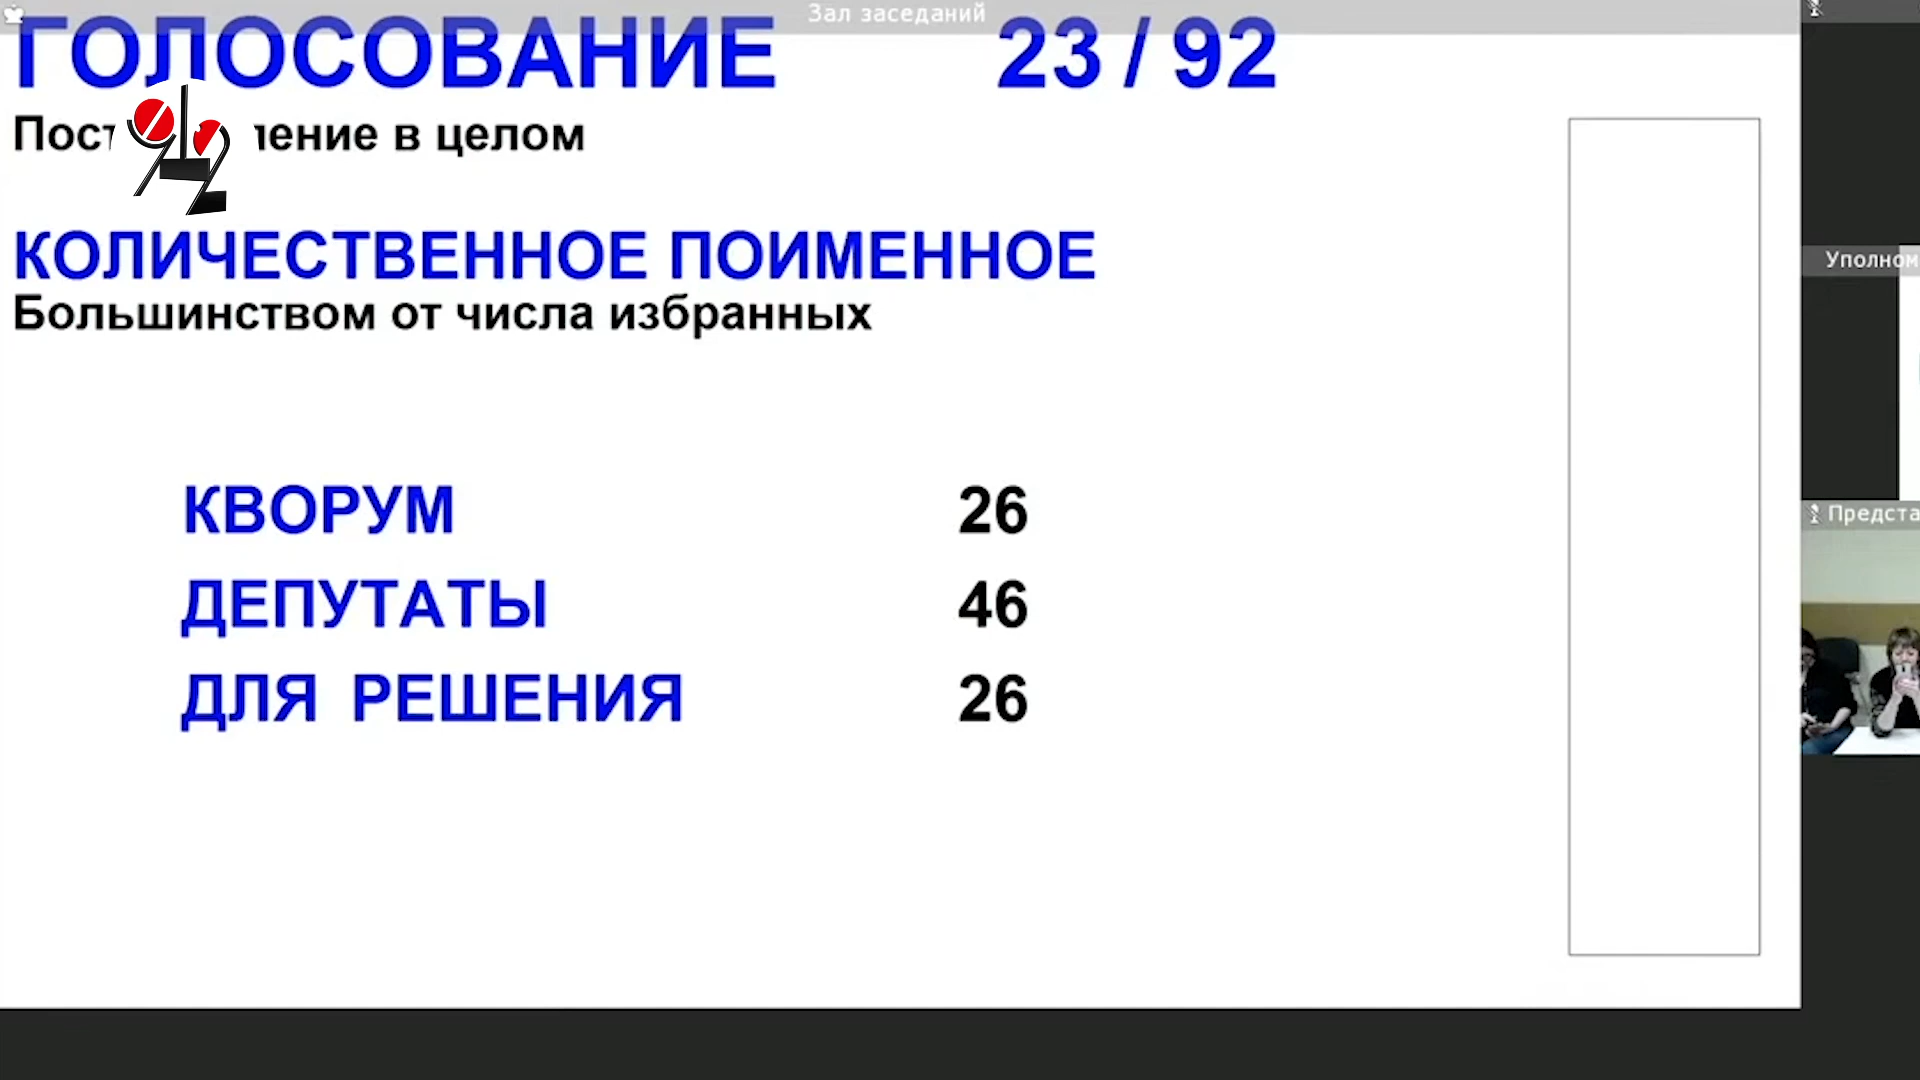 Зал заседаний
ГОЛОСОВАНИЕ 23 / 92
в целом
КОЛИЧЕСТВЕННОЕ ПОИМЕННОЕ
Большинством от числа избранных
Уполном
КВОРУМ 26
Предста
ДЕПУТАТЫ 46
ДЛЯ РЕШЕНИЯ 26